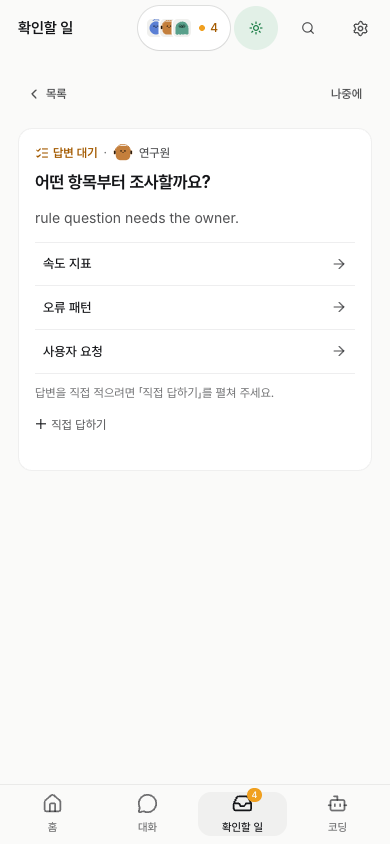 확인할 일
4
목록
나중에
답변 대기 · 연구원
어떤 항목부터 조사할까요?
rule question needs the owner.
속도 지표
오류 패턴
사용자 요청
답변을 직접 적으려면 「직접 답하기」를 펼쳐 주세요.
직접 답하기
4
홈
대화
확인할 일
코딩